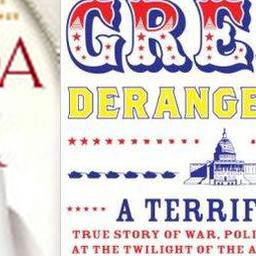 A
GRE
DERANGE
A TERRIF
TRUE STORY OF WAR, POLI
AT THE TWILIGHT OF THE A